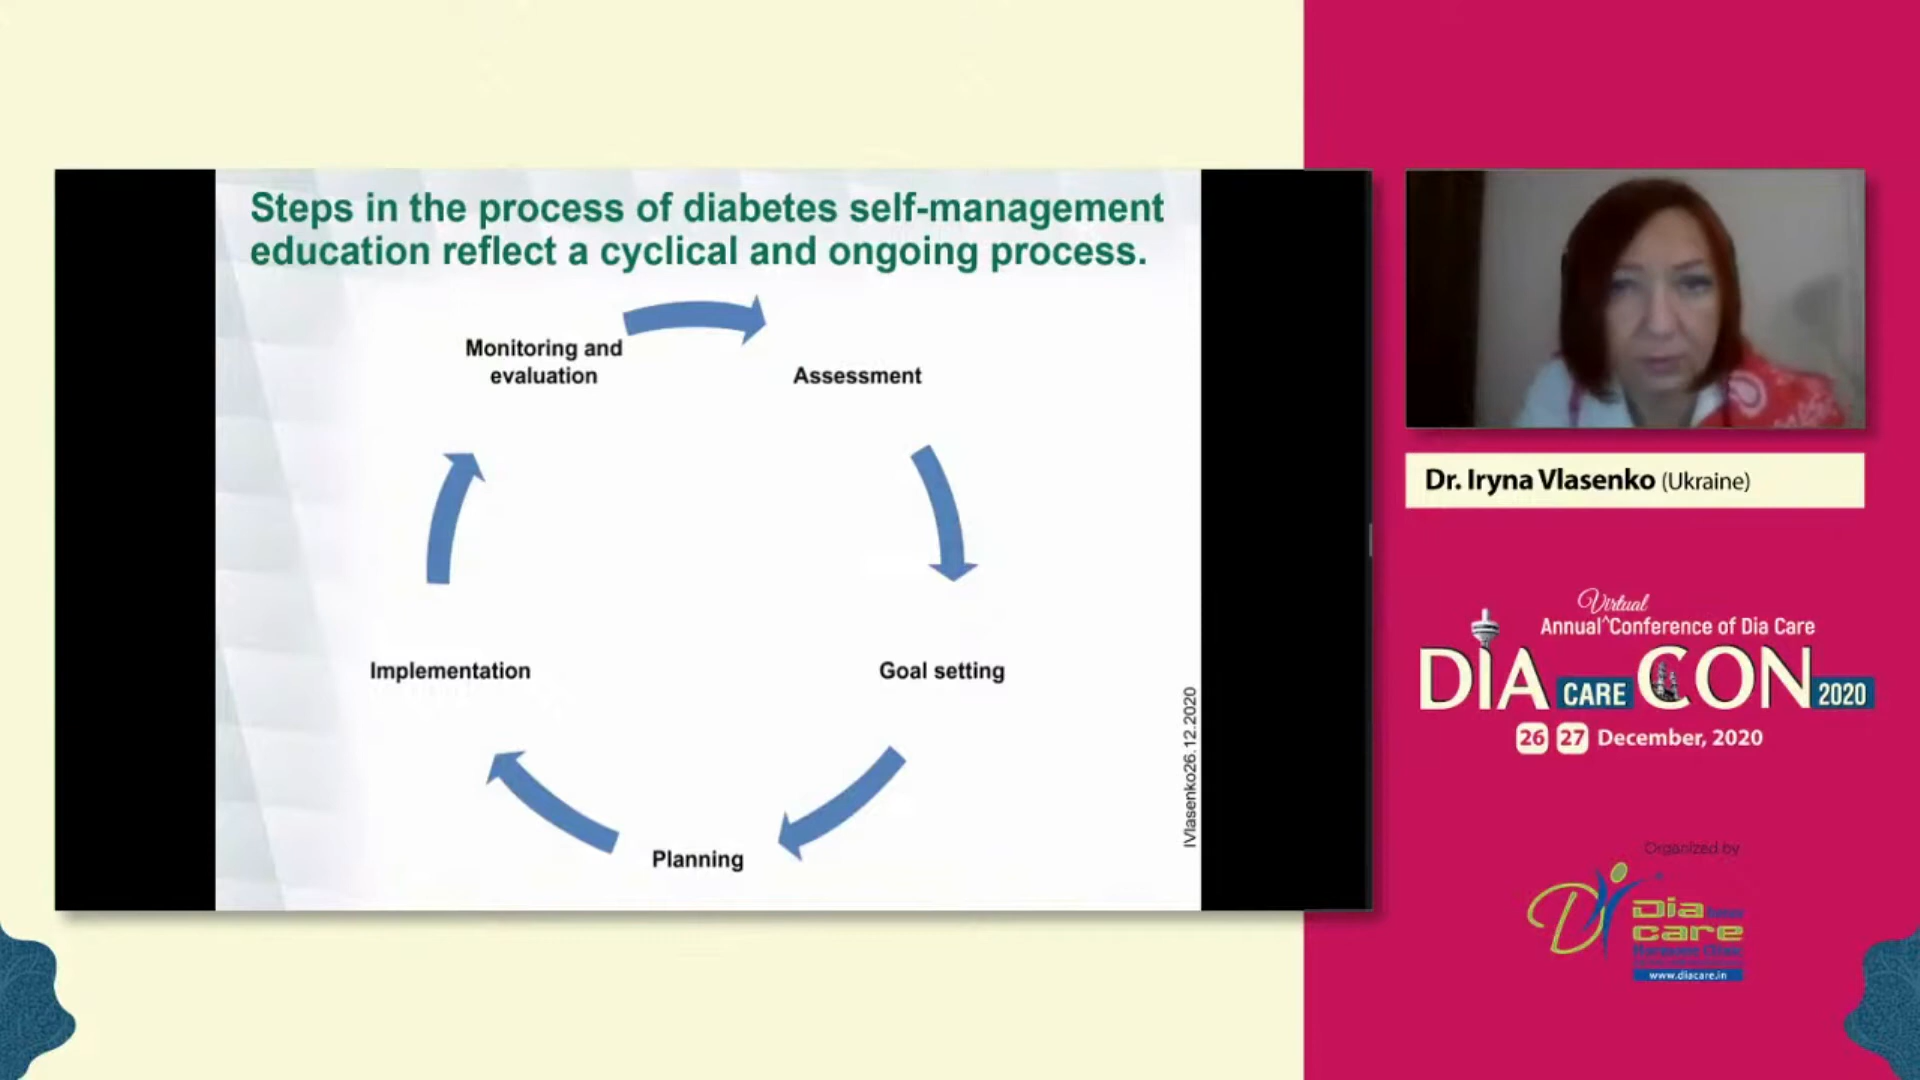 Steps in the process of diabetes self-management
education reflect a cyclical and ongoing process.
Monitoring and
evaluation
Assessment
Implementation
Goal setting
Planning
IVlasenko26.12.2020
Dr. Iryna Vlasenko (Ukraine)
Virtual
Annual^Conference of Dia Care
DIA CARE CON 2020
26 27 December, 2020
Organized by
Dia
care
www.diacare.in